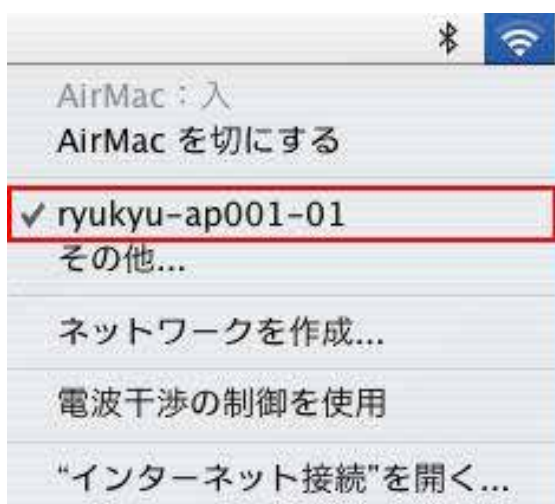 AirMac：入
AirMac を切にする
ryukyu-ap001-01
その他...
ネットワークを作成...
電波干渉の制御を使用
“インターネット接続”を開く...